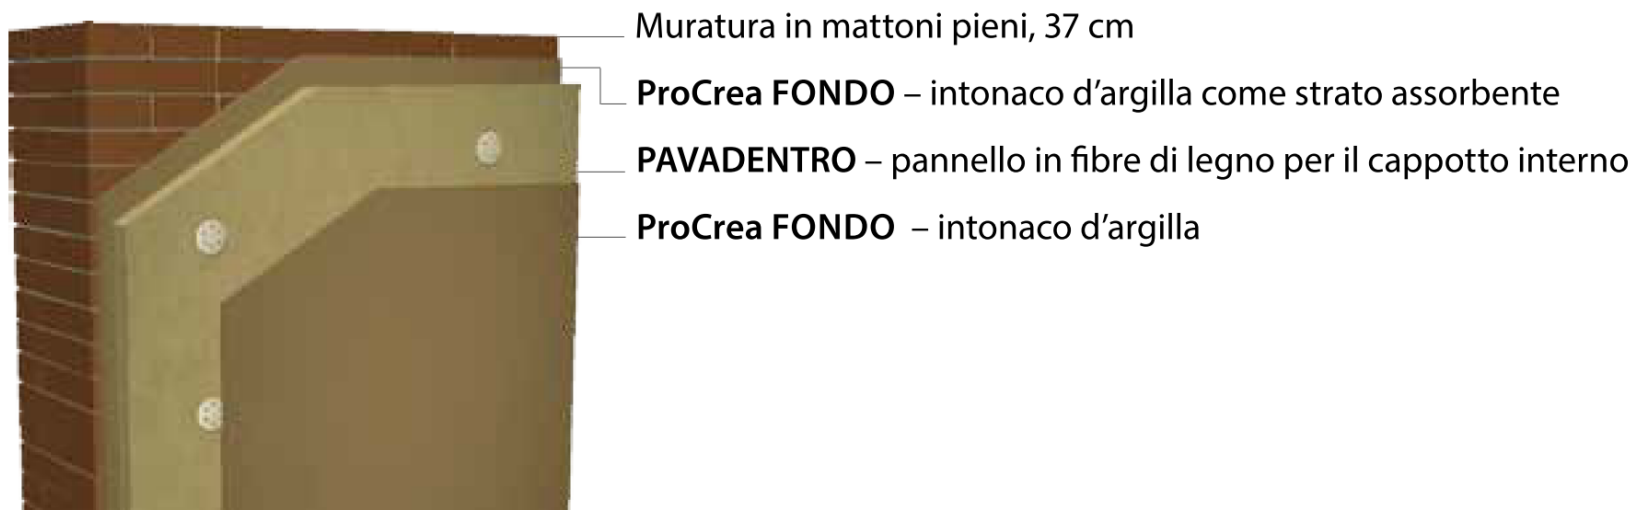 Muratura in mattoni pieni, 37 cm
ProCrea FONDO – intonaco d'argilla come strato assorbente
PAVADENTRO – pannello in fibre di legno per il cappotto interno
ProCrea FONDO – intonaco d'argilla